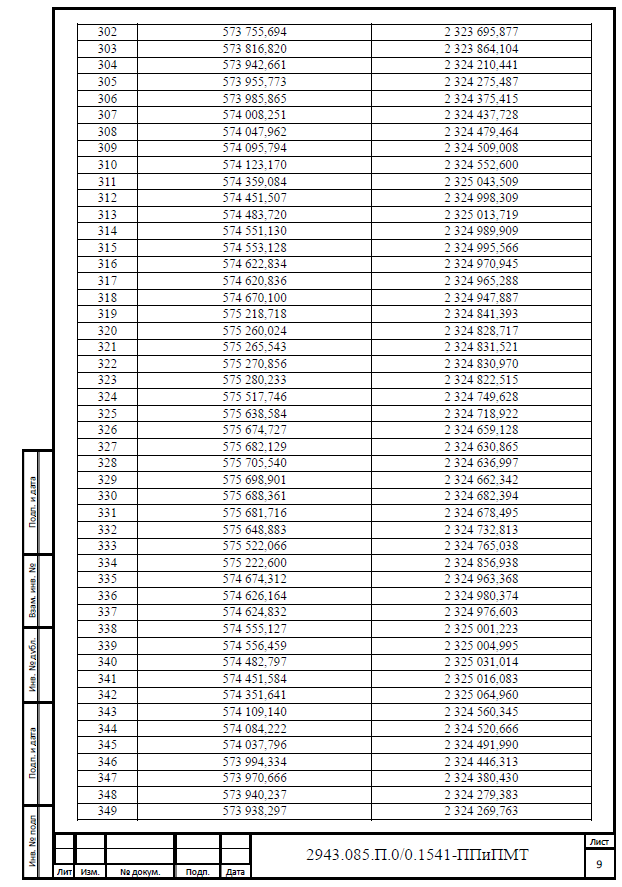 302 573 755,694 2 323 695,877
303 573 816,820 2 323 864,104
304 573 942,661 2 324 210,441
305 573 955,773 2 324 275,487
306 573 985,865 2 324 375,415
307 574 008,251 2 324 437,728
308 574 047,962 2 324 479,464
309 574 095,794 2 324 509,008
310 574 123,170 2 324 552,600
311 574 359,084 2 325 043,509
312 574 451,507 2 324 998,309
313 574 483,720 2 325 013,719
314 574 551,130 2 324 989,909
315 574 553,128 2 324 995,566
316 574 622,834 2 324 970,945
317 574 620,836 2 324 965,288
318 574 670,100 2 324 947,887
319 575 218,718 2 324 841,393
320 575 260,024 2 324 828,717
321 575 265,543 2 324 831,521
322 575 270,856 2 324 830,970
323 575 280,233 2 324 822,515
324 575 517,746 2 324 749,628
325 575 638,584 2 324 718,922
326 575 674,727 2 324 659,128
327 575 682,129 2 324 630,865
328 575 705,540 2 324 636,997
329 575 698,901 2 324 662,342
330 575 688,361 2 324 682,394
331 575 681,716 2 324 678,495
332 575 648,883 2 324 732,813
333 575 522,066 2 324 765,038
334 575 222,600 2 324 856,938
335 574 674,312 2 324 963,368
336 574 626,164 2 324 980,374
337 574 624,832 2 324 976,603
338 574 555,127 2 325 001,223
339 574 556,459 2 325 004,995
340 574 482,797 2 325 031,014
341 574 451,584 2 325 016,083
342 574 351,641 2 325 064,960
343 574 109,140 2 324 560,345
344 574 084,222 2 324 520,666
345 574 037,796 2 324 491,990
346 573 994,334 2 324 446,313
347 573 970,666 2 324 380,430
348 573 940,237 2 324 279,383
349 573 938,297 2 324 269,763
Подп. и дата
Взам. инв. №
Инв. № дубл.
Подп. и дата
Инв. № подп
2943.085.П.0/0.1541-ППиПМТ
Лист
9
Лит Изм. № докум. Подп. Дата